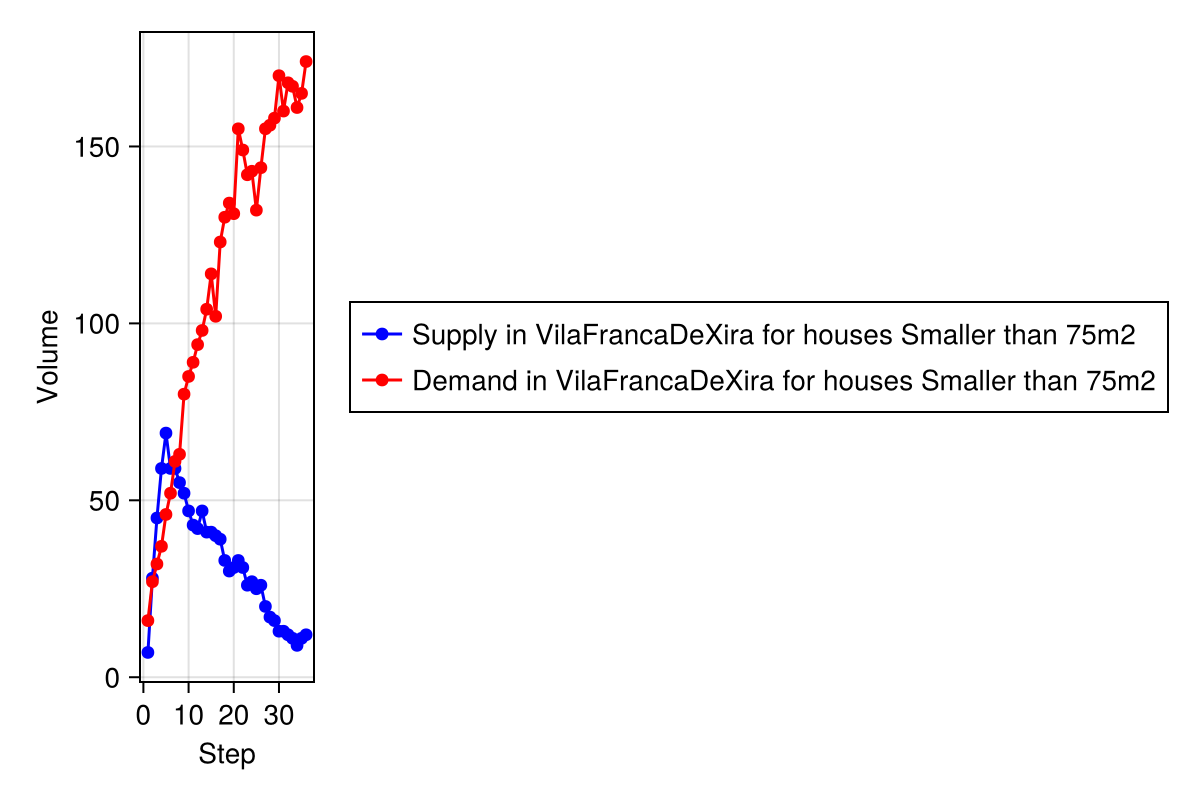 Volume
150
100
50
0
0 10 20 30
Step
Supply in VilaFrancaDeXira for houses Smaller than 75m2
Demand in VilaFrancaDeXira for houses Smaller than 75m2